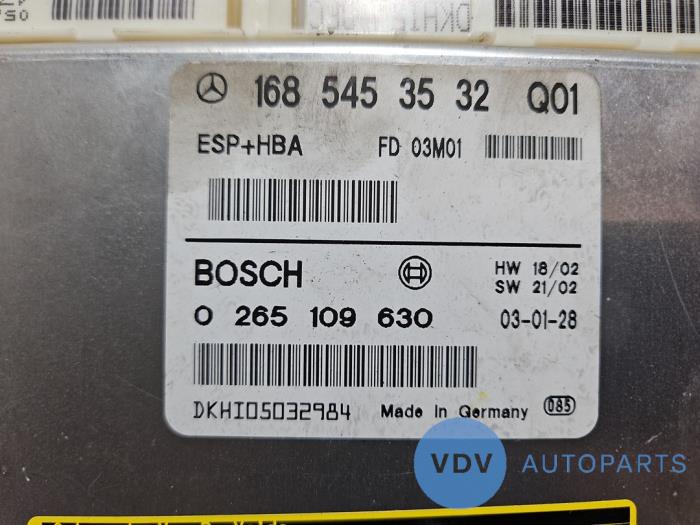 168 545 35 32 Q01
ESP+HBA FD 03M01
BOSCH HW 18/02
SW 21/02
0 265 109 630 03-01-28
DKHI05032984 Made In Germany 085
VDV AUTOPARTS